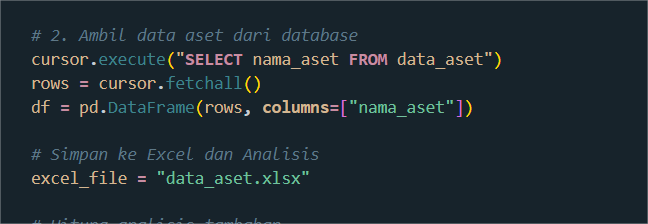 # 2. Ambil data aset dari database
cursor.execute("SELECT nama_aset FROM data_aset")
rows = cursor.fetchall()
df = pd.DataFrame(rows, columns=["nama_aset"])
# Simpan ke Excel dan Analisis
excel_file = "data_aset.xlsx"
# Hitung analisis tambahan